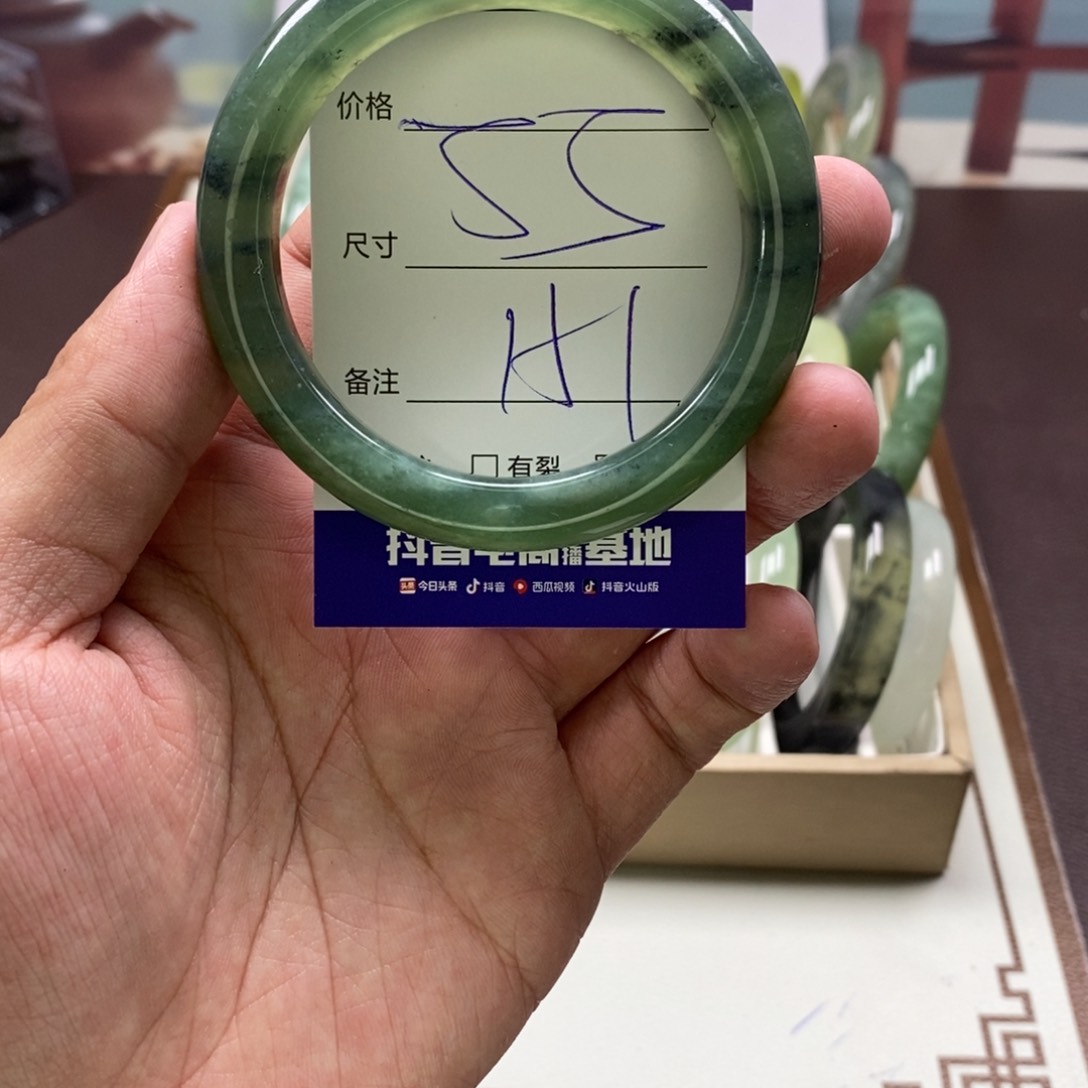 价格
55
尺寸
备注
□有裂
抖音电商直播基地
今日头条 抖音 西瓜视频 抖音火山版